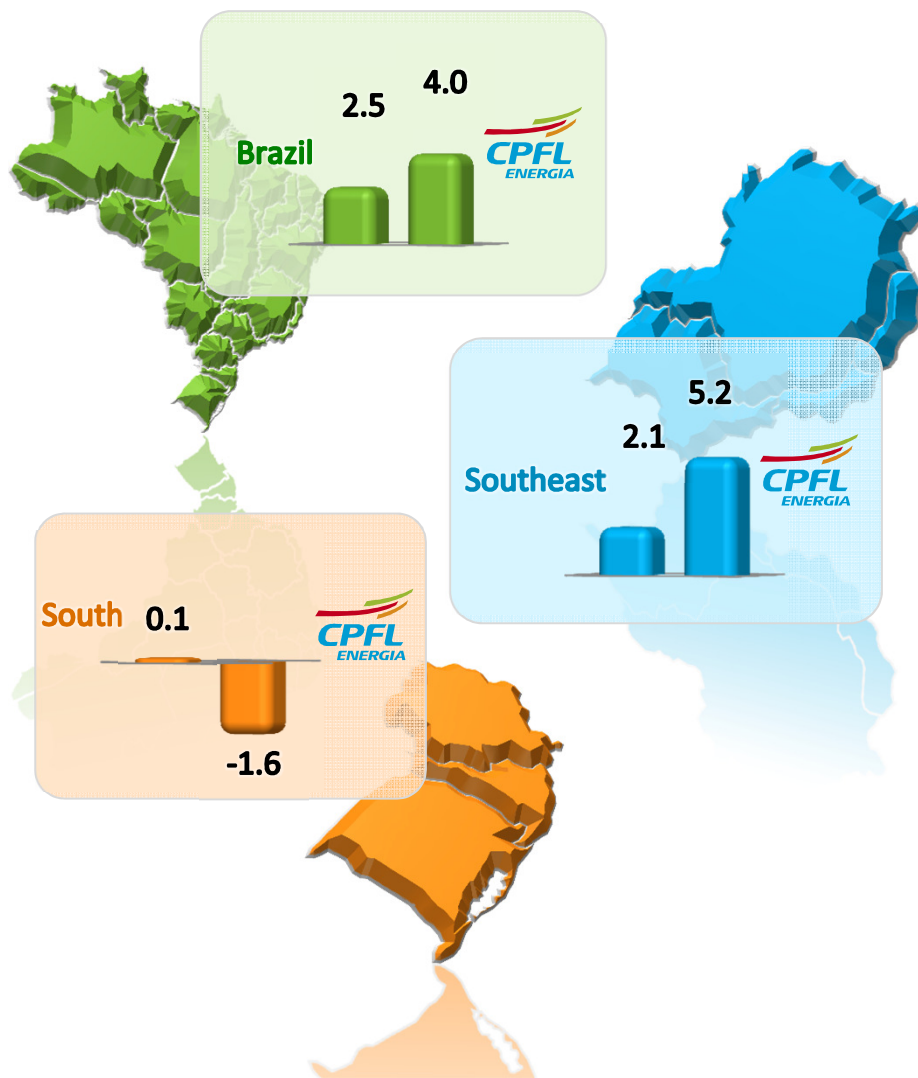 4.0
2.5
Brazil
CPFL
ENERGIA
5.2
2.1
Southeast
CPFL
ENERGIA
South
0.1
CPFL
ENERGIA
-1.6